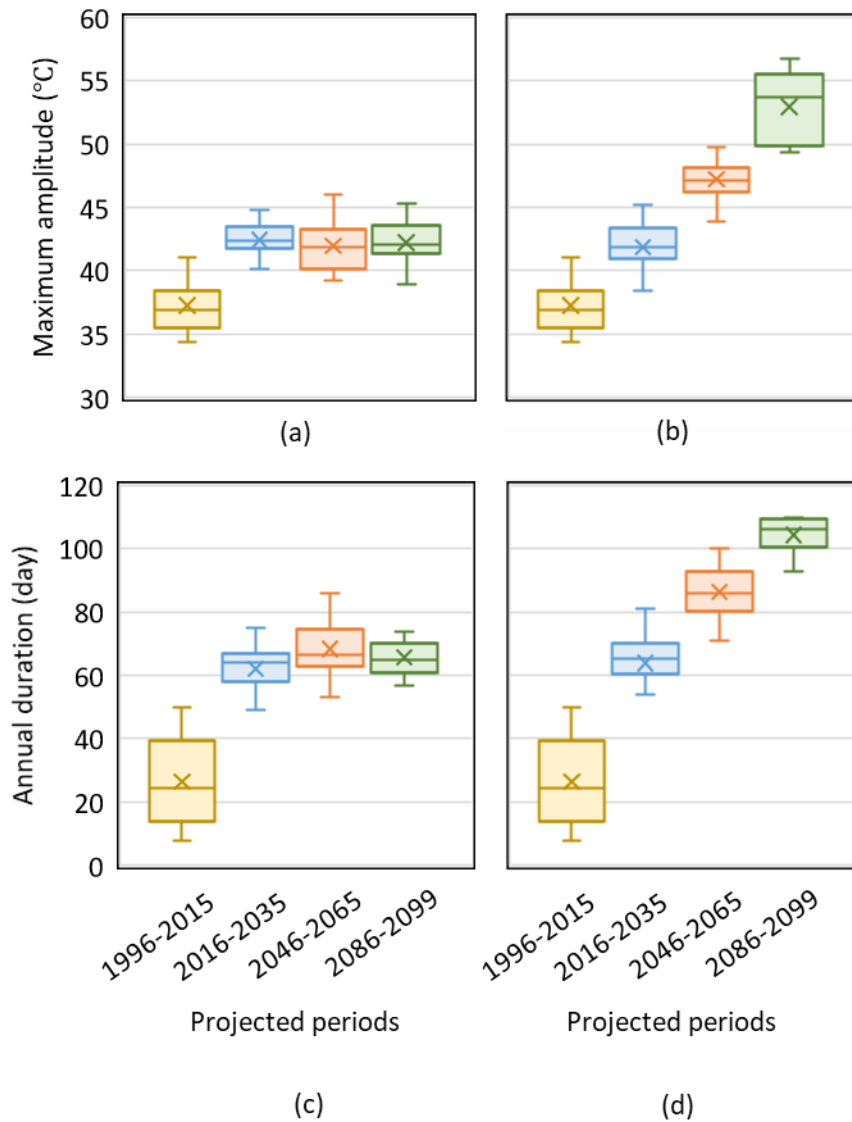 Maximum amplitude (℃)
60
55
50
45
40
35
30
(a)
(b)
Annual duration (day)
120
100
80
60
40
20
0
1996-2015
2016-2035
2046-2065
2086-2099
1996-2015
2016-2035
2046-2065
2086-2099
Projected periods
Projected periods
(c)
(d)